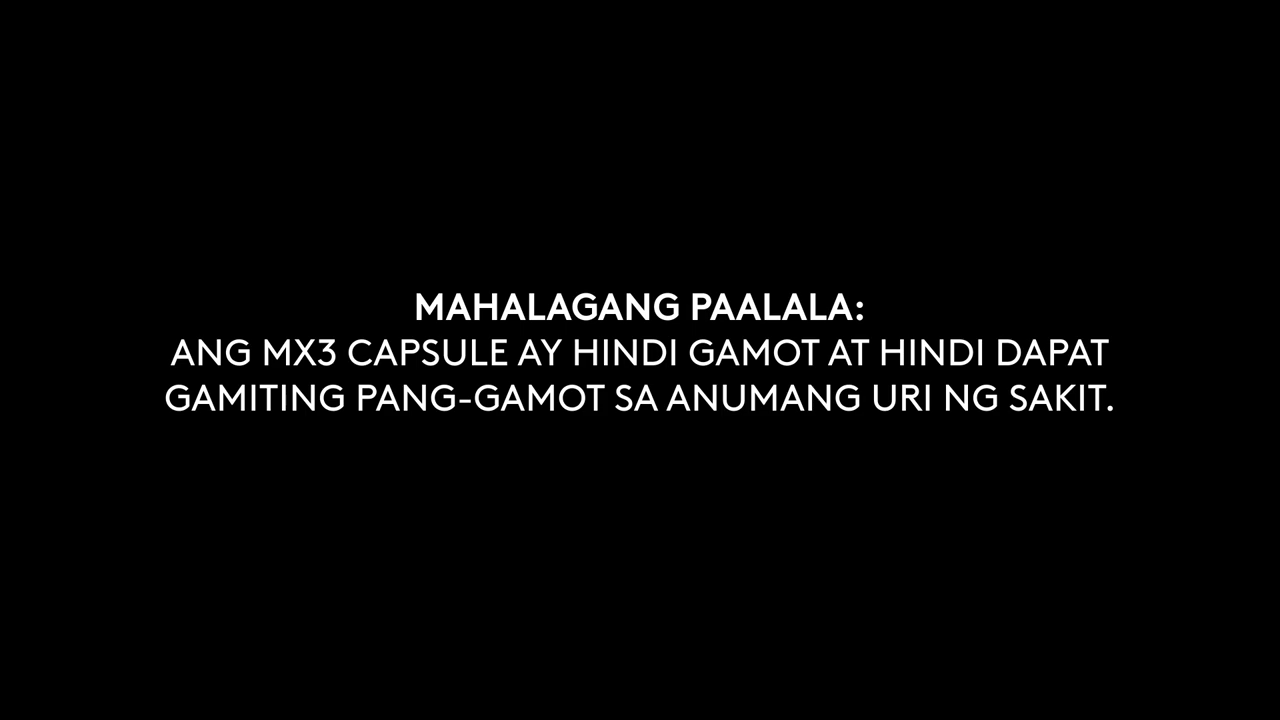 MAHALAGANG PAALALA:
ANG MX3 CAPSULE AY HINDI GAMOT AT HINDI DAPAT
GAMITING PANG-GAMOT SA ANUMANG URI NG SAKIT.